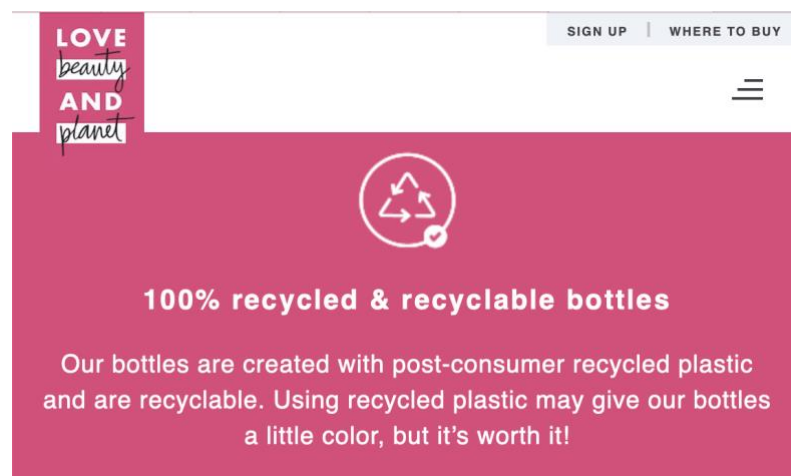 LOVE
beauty
AND
planet
SIGN UP | WHERE TO BUY
100% recycled & recyclable bottles
Our bottles are created with post-consumer recycled plastic
and are recyclable. Using recycled plastic may give our bottles
a little color, but it's worth it!